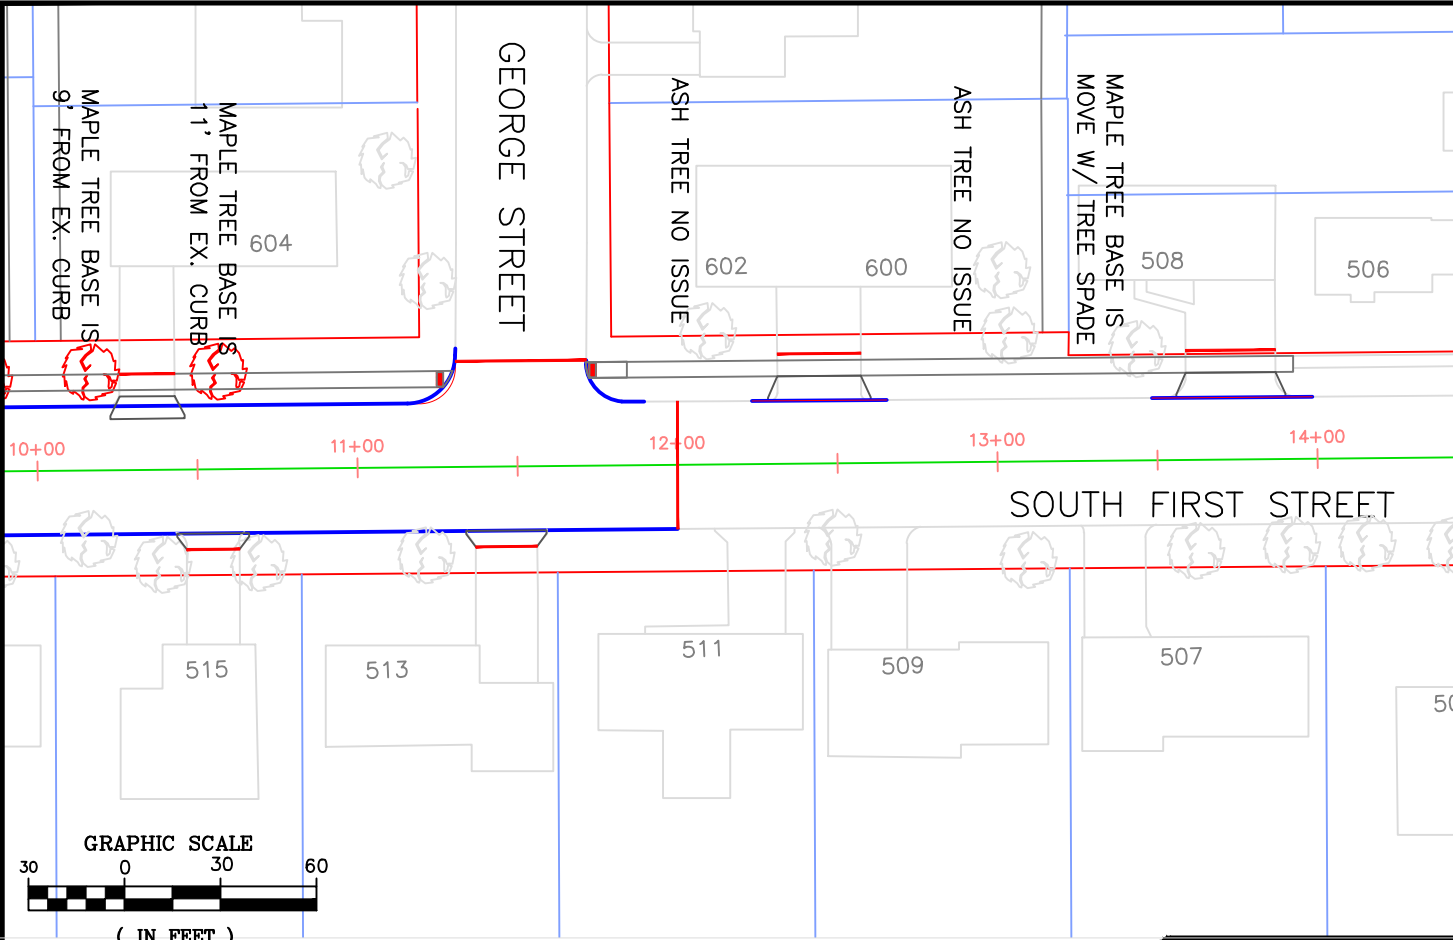 MAPLE TREE BASE IS
9' FROM EX. CURB
MAPLE TREE BASE IS
11' FROM EX. CURB
GEORGE STREET
ASH TREE NO ISSUE
ASH TREE NO ISSUE
MAPLE TREE BASE IS
MOVE W/ TREE SPADE
604
602
600
508
506
10+00
11+00
12+00
13+00
14+00
SOUTH FIRST STREET
515
513
511
509
507
GRAPHIC SCALE
30 0 30 60
( IN FEET )